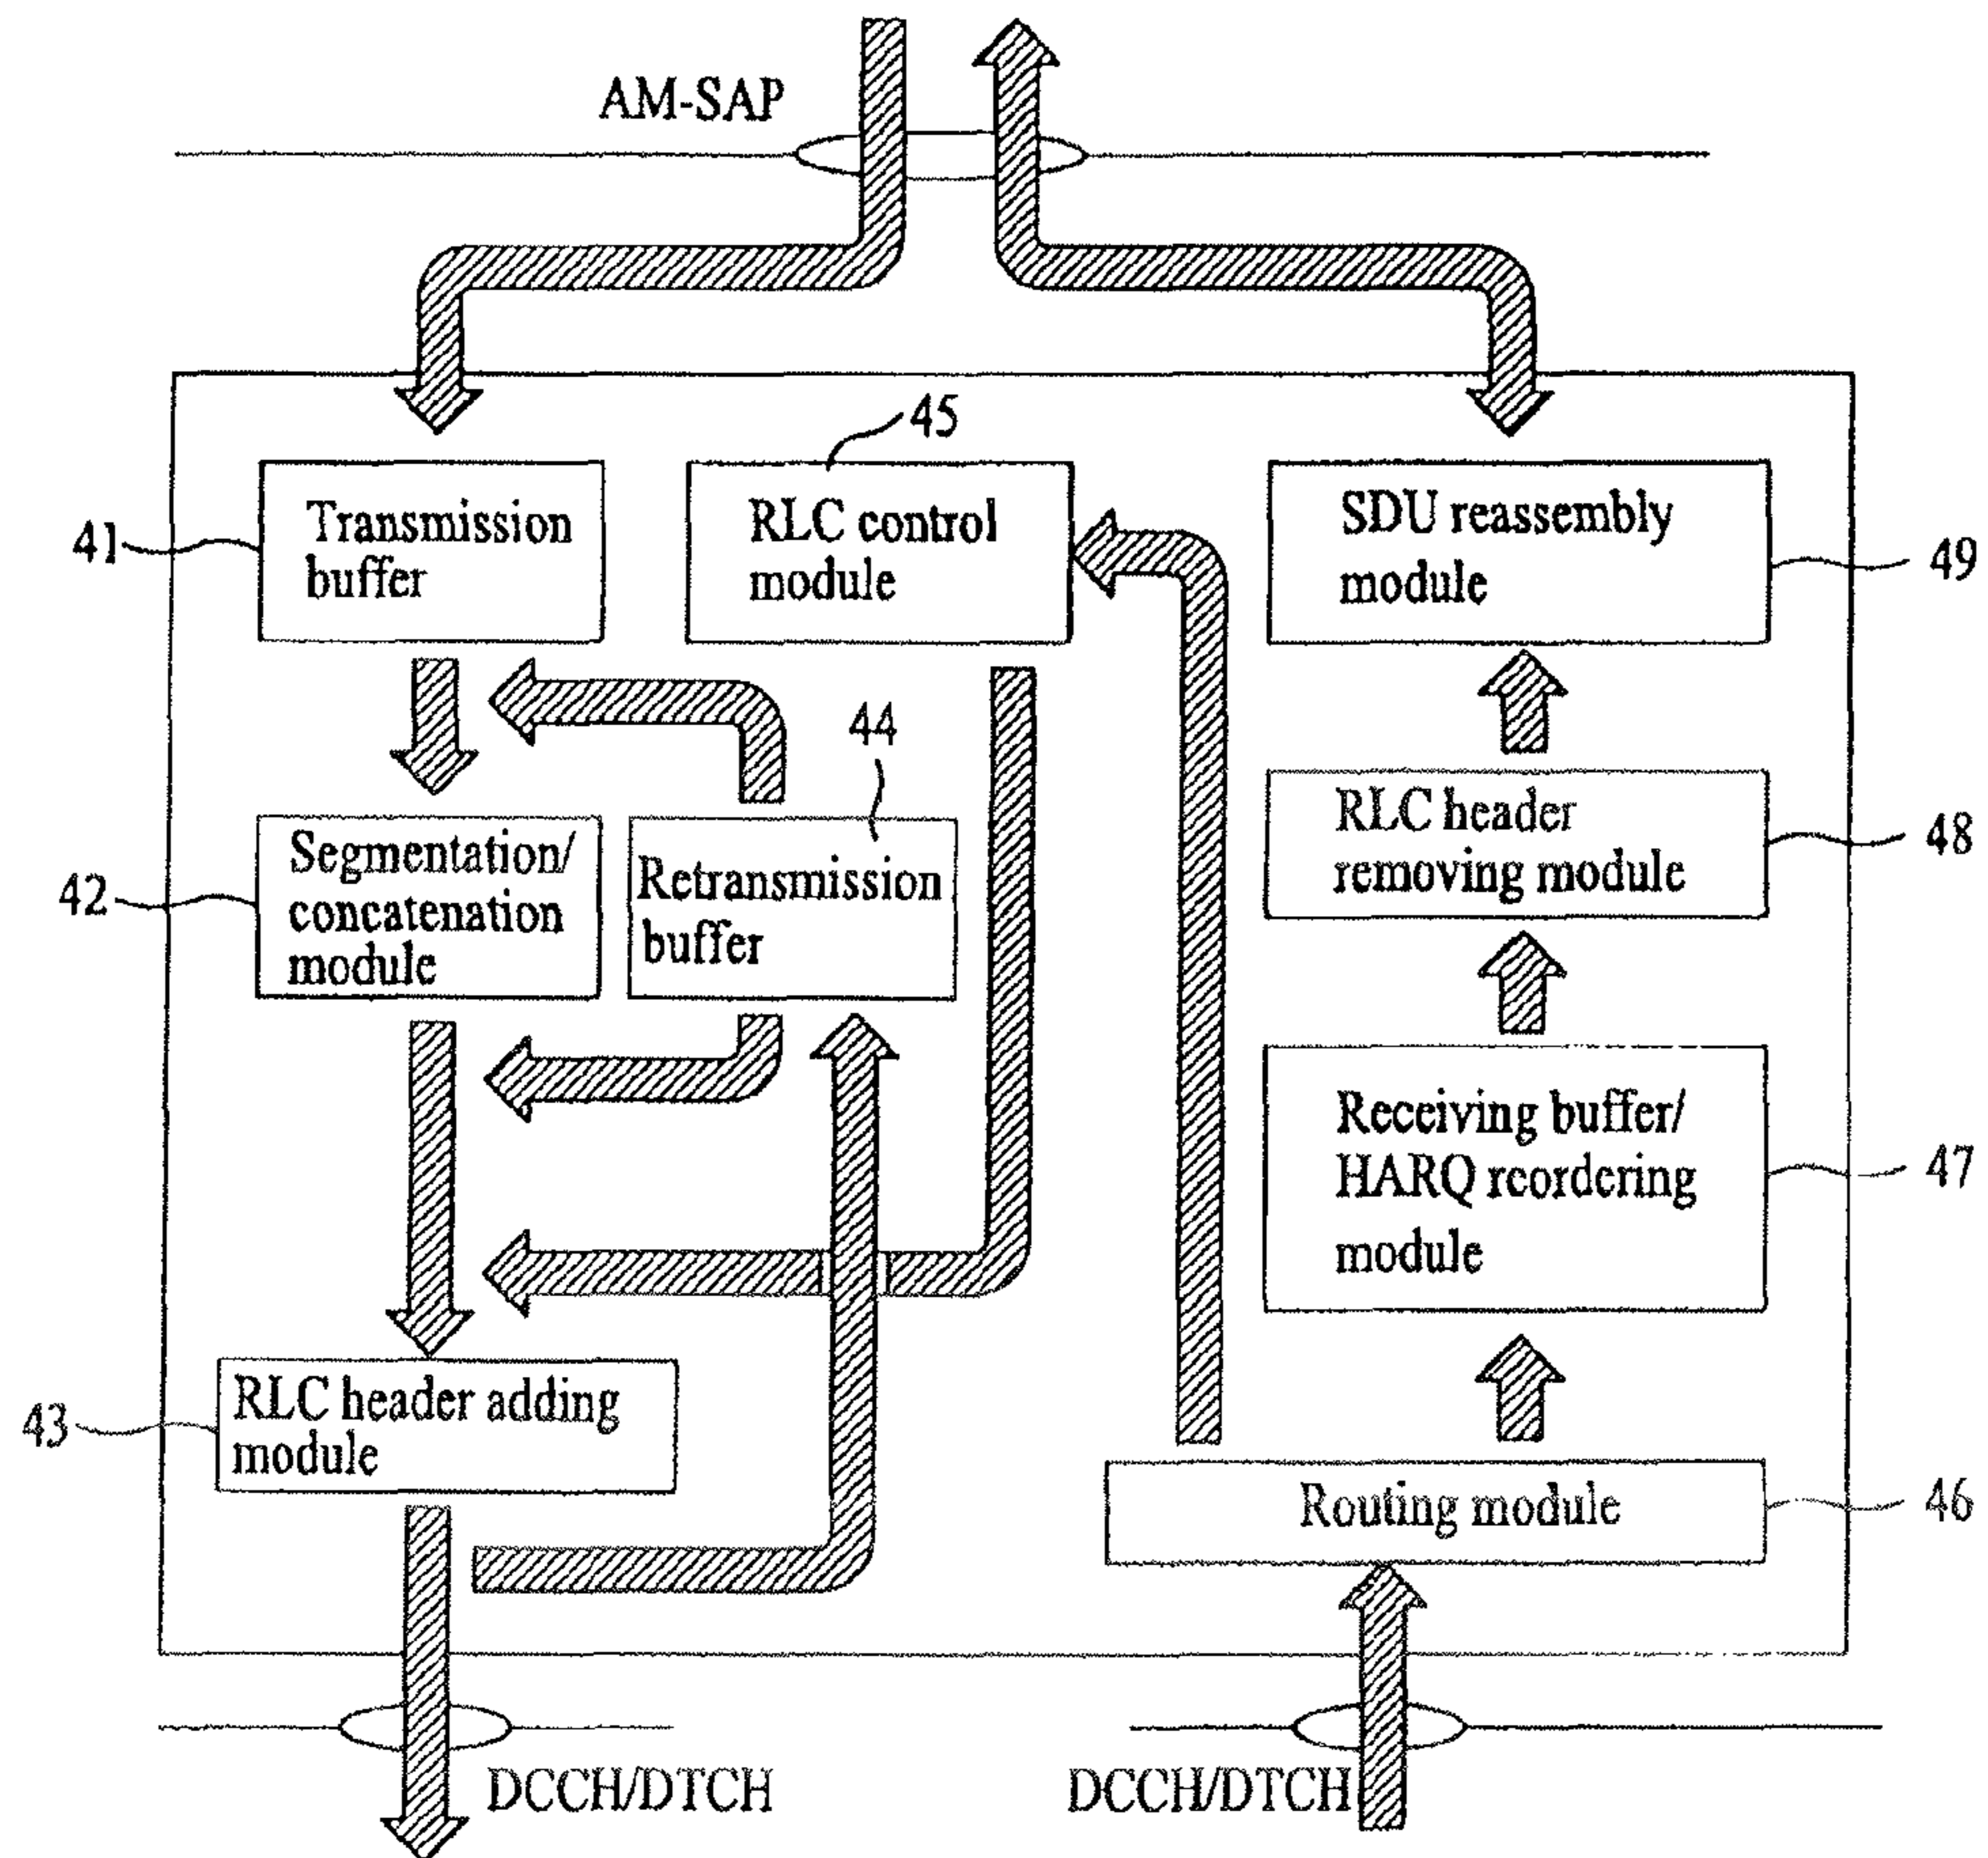 AM-SAP
45
Transmission
buffer
41
RLC control
module
SDU reassembly
module
49
44
Segmentation/
concatenation
module
42
Retransmission
buffer
RLC header
removing module
48
Receiving buffer/
HARQ reordering
module
47
RLC header adding
module
43
Routing module
46
DCCH/DTCH
DCCH/DTCH